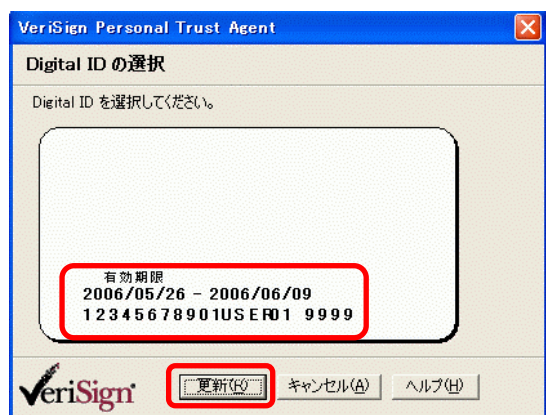 VeriSign Personal Trust Agent
Digital ID の選択
Digital ID を選択してください。
有効期限
2006/05/26 - 2006/06/09
12345678901USER01 9999
VeriSign 更新(R) キャンセル(A) ヘルプ(H)